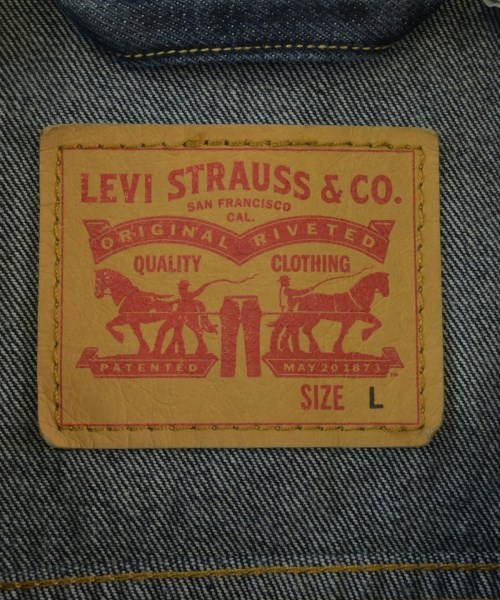 LEVI STRAUSS & CO.
SAN FRANCISCO
CAL.
ORIGINAL RIVETED
QUALITY CLOTHING
PATENTED MAY 20 1873
SIZE L